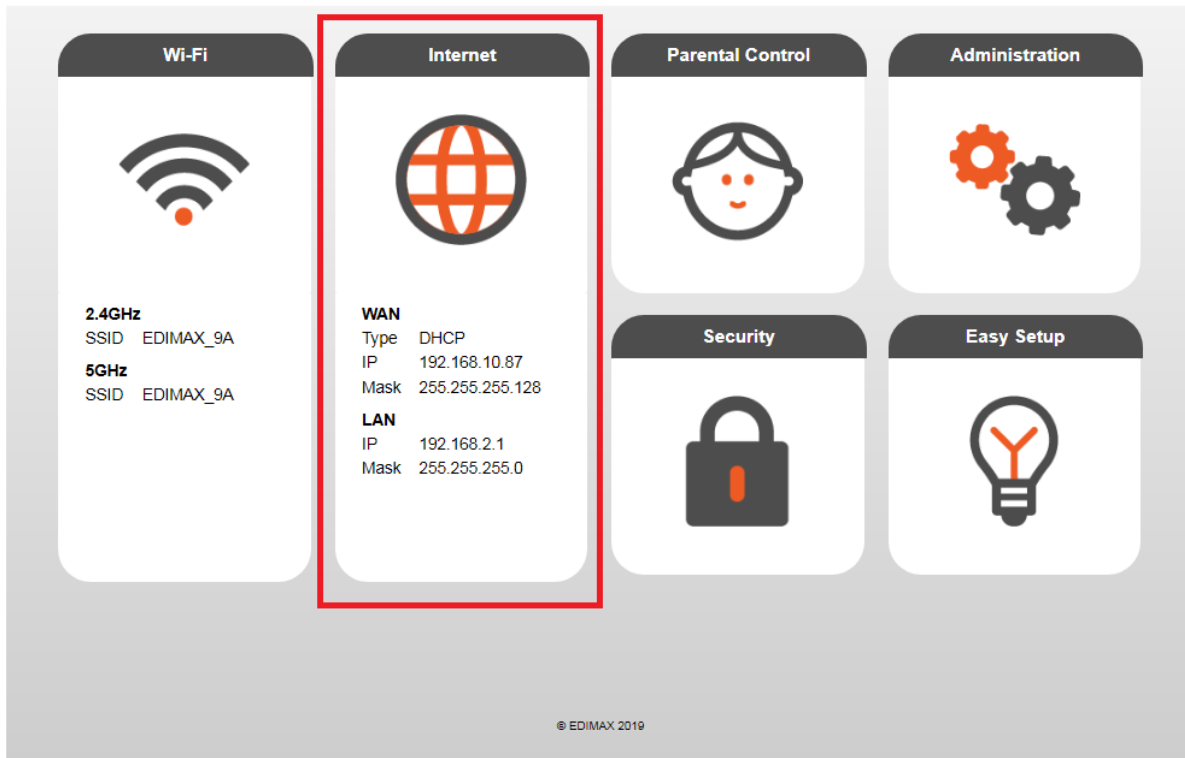 Wi-Fi
2.4GHz
SSID EDIMAX_9A
5GHz
SSID EDIMAX_9A
Internet
WAN
Type DHCP
IP 192.168.10.87
Mask 255.255.255.128
LAN
IP 192.168.2.1
Mask 255.255.255.0
Parental Control
Administration
Security
Easy Setup
© EDIMAX 2019